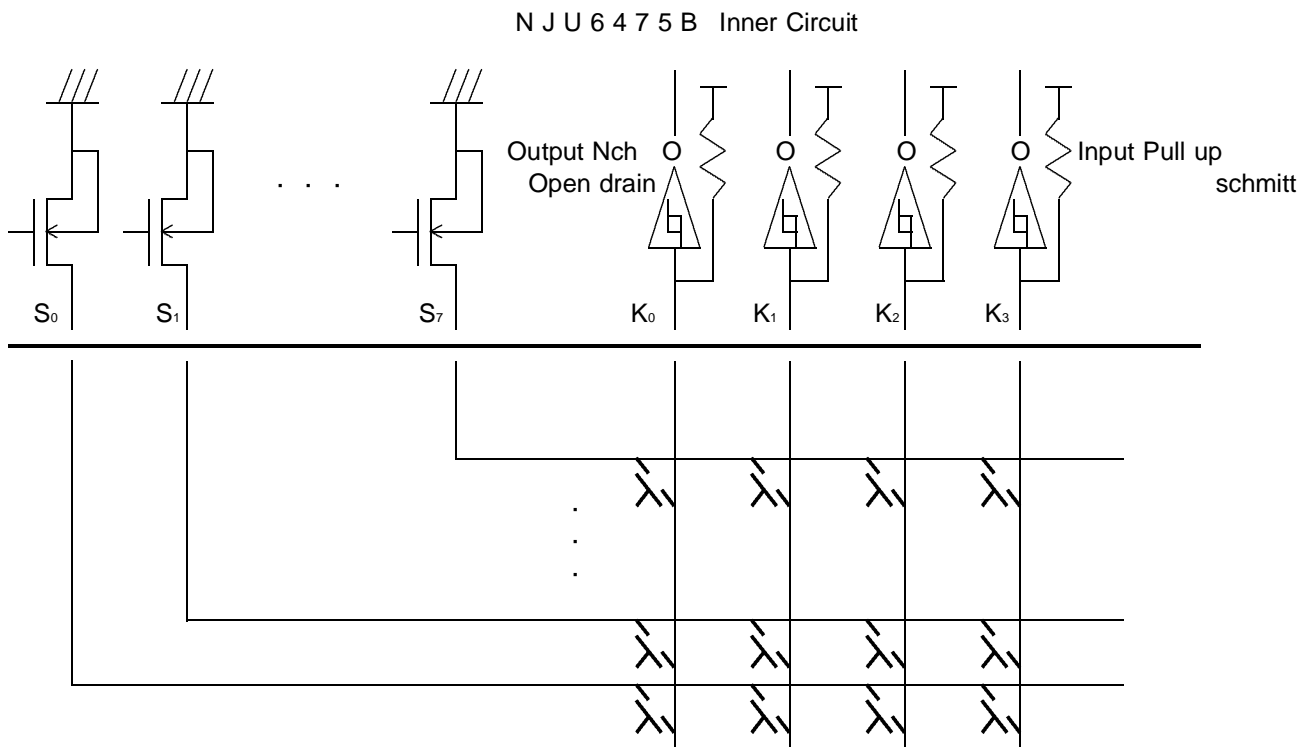 N J U 6 4 7 5 B Inner Circuit
Output Nch
Open drain
Input Pull up
schmitt
S0 S1 S7 K0 K1 K2 K3